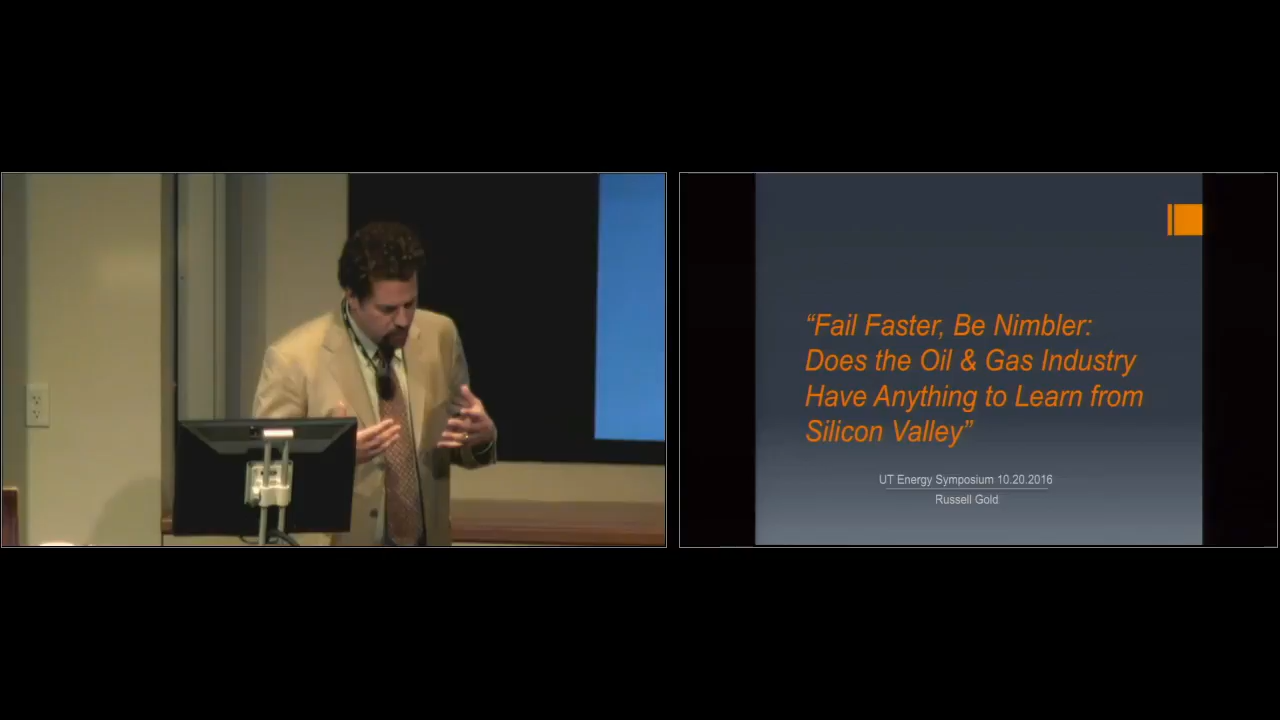 “Fail Faster, Be Nimbler:
Does the Oil & Gas Industry
Have Anything to Learn from
Silicon Valley”
UT Energy Symposium 10.20.2016
Russell Gold